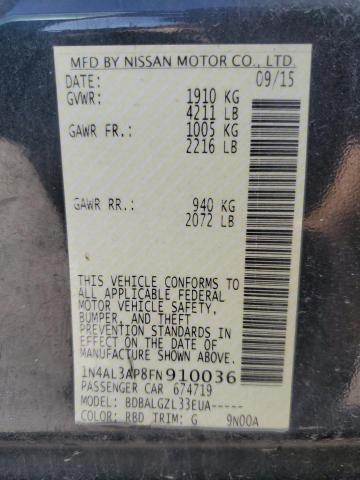 MFD BY NISSAN MOTOR CO., LTD.
DATE: 09/15
GVWR: 1910 KG
4211 LB
GAWR FR: 1005 KG
2216 LB
GAWR RR: 940 KG
2072 LB
THIS VEHICLE CONFORMS TO
ALL APPLICABLE FEDERAL
MOTOR VEHICLE SAFETY,
BUMPER, AND THEFT
PREVENTION STANDARDS
IN EFFECT ON THE DATE
OF MANUFACTURE
SHOWN ABOVE.
1N4AL3AP8FN910036
PASSENGER CAR 674719
MODEL: BDBALGZL33EUA-----
COLOR: RBD TRIM: G 9N00A